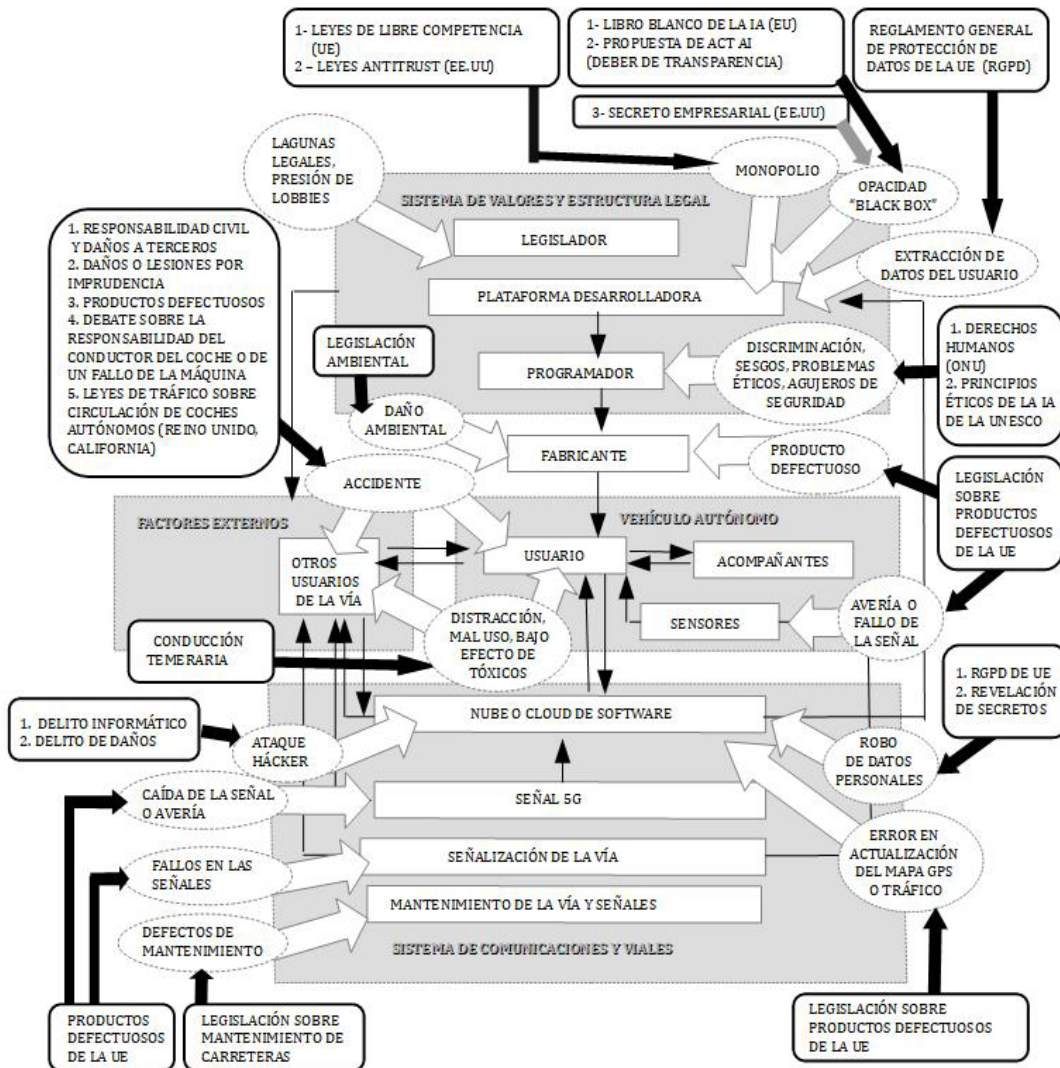 1- LEYES DE LIBRE COMPETENCIA
(UE)
2 – LEYES ANTITRUST (EE.UU)
1- LIBRO BLANCO DE LA IA (EU)
2- PROPUESTA DE ACT AI
(DEBER DE TRANSPARENCIA)
REGLAMENTO GENERAL
DE PROTECCIÓN DE
DATOS DE LA UE (RGPD)
3- SECRETO EMPRESARIAL (EE.UU)
LAGUNAS
LEGALES,
PRESIÓN DE
LOBBIES
MONOPOLIO
OPACIDAD
"BLACK BOX"
SISTEMA DE VALORES Y ESTRUCTURA LEGAL
LEGISLADOR
EXTRACCIÓN DE
DATOS DEL USUARIO
1. RESPONSABILIDAD CIVIL
Y DAÑOS A TERCEROS
2. DAÑOS O LESIONES POR
IMPRUDENCIA
3. PRODUCTOS DEFECTUOSOS
4. DEBATE SOBRE LA
RESPONSABILIDAD DEL
CONDUCTOR DEL COCHE O DE
UN FALLO DE LA MÁQUINA
5. LEYES DE TRÁFICO SOBRE
CIRCULACIÓN DE COCHES
AUTÓNOMOS (REINO UNIDO,
CALIFORNIA)
PLATAFORMA DESARROLLADORA
LEGISLACIÓN
AMBIENTAL
PROGRAMADOR
DISCRIMINACIÓN,
SESGOS, PROBLEMAS
ÉTICOS, AGUJEROS DE
SEGURIDAD
1. DERECHOS
HUMANOS
(ONU)
2. PRINCIPIOS
ÉTICOS DE LA IA
DE LA UNESCO
DAÑO
AMBIENTAL
FABRICANTE
PRODUCTO
DEFECTUOSO
ACCIDENTE
LEGISLACIÓN
SOBRE
PRODUCTOS
DEFECTUOSOS
DE LA UE
FACTORES EXTERNOS
VEHÍCULO AUTÓNOMO
OTROS
USUARIOS
DE LA VÍA
USUARIO
ACOMPAÑANTES
SENSORES
AVERÍA O
FALLO DE
LA SEÑAL
DISTRACCIÓN,
MAL USO, BAJO
EFECTO DE
TÓXICOS
CONDUCCIÓN
TEMERARIA
1. RGPD DE UE
2. REVELACIÓN
DE SECRETOS
1. DELITO INFORMÁTICO
2. DELITO DE DAÑOS
NUBE O CLOUD DE SOFTWARE
ATAQUE
HÁCKER
ROBO
DE DATOS
PERSONALES
CAÍDA DE LA SEÑAL
O AVERÍA
SEÑAL 5G
ERROR EN
ACTUALIZACIÓN
DEL MAPA GPS
O TRÁFICO
SEÑALIZACIÓN DE LA VÍA
FALLOS EN LAS
SEÑALES
MANTENIMIENTO DE LA VÍA Y SEÑALES
DEFECTOS DE
MANTENIMIENTO
SISTEMA DE COMUNICACIONES Y VIALES
PRODUCTOS
DEFECTUOSOS
DE LA UE
LEGISLACIÓN SOBRE
MANTENIMIENTO DE
CARRETERAS
LEGISLACIÓN SOBRE
PRODUCTOS DEFECTUOSOS
DE LA UE